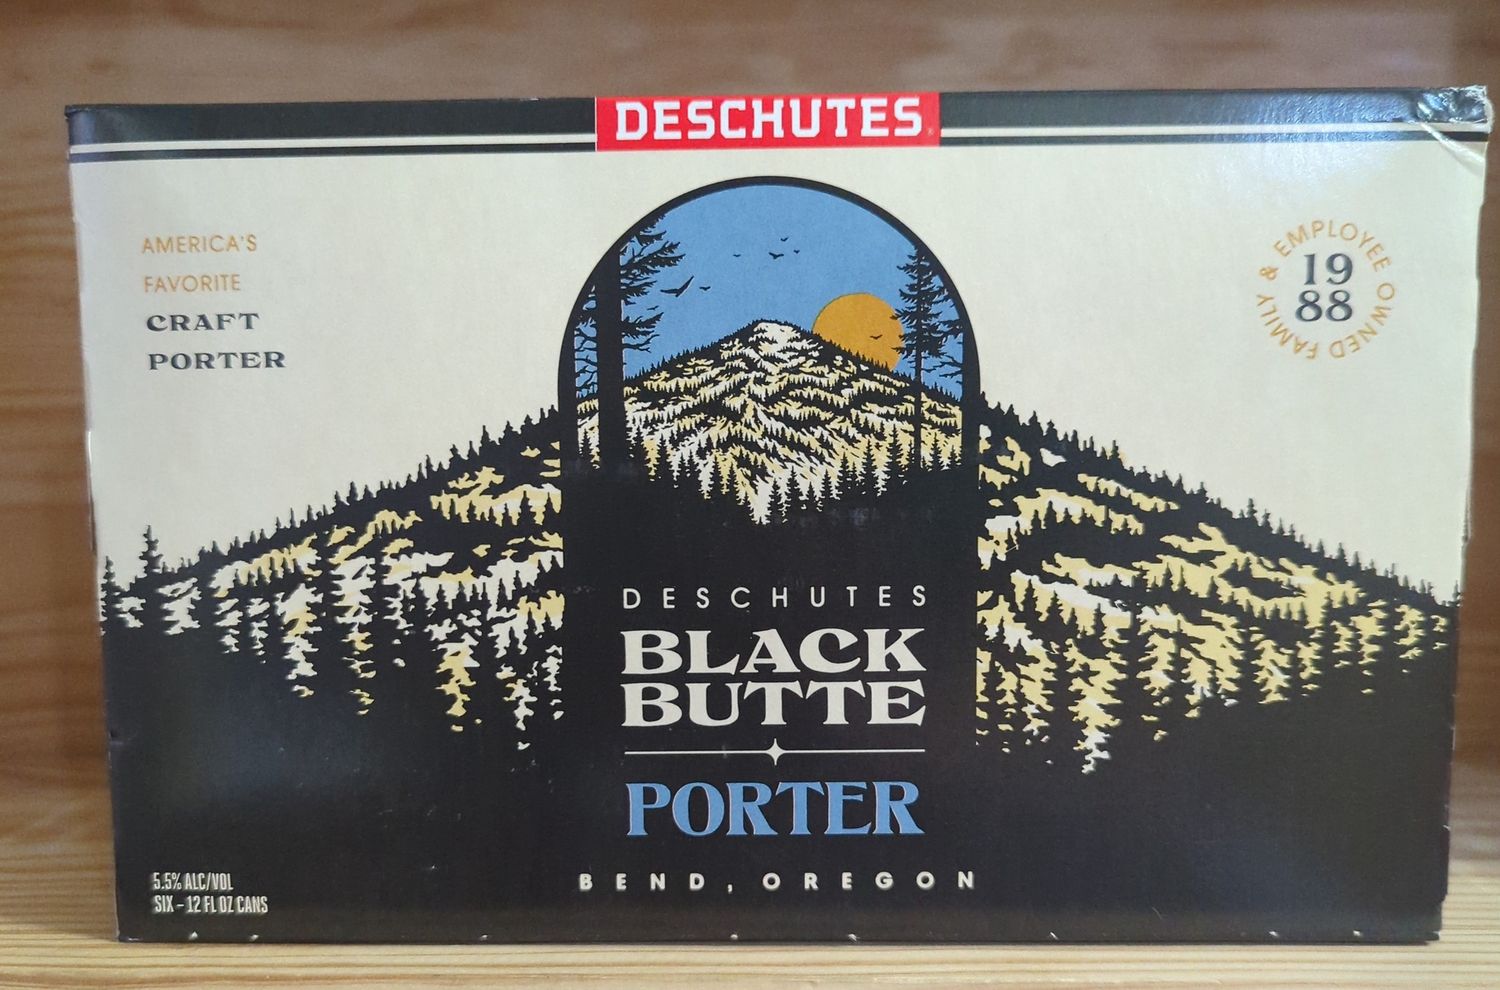 DESCHUTES
AMERICA'S
FAVORITE
CRAFT
PORTER
FAMILY & EMPLOYEE OWNED
19
88
DESCHUTES
BLACK
BUTTE
PORTER
BEND, OREGON
5.5% ALC/VOL
SIX – 12 FL OZ CANS